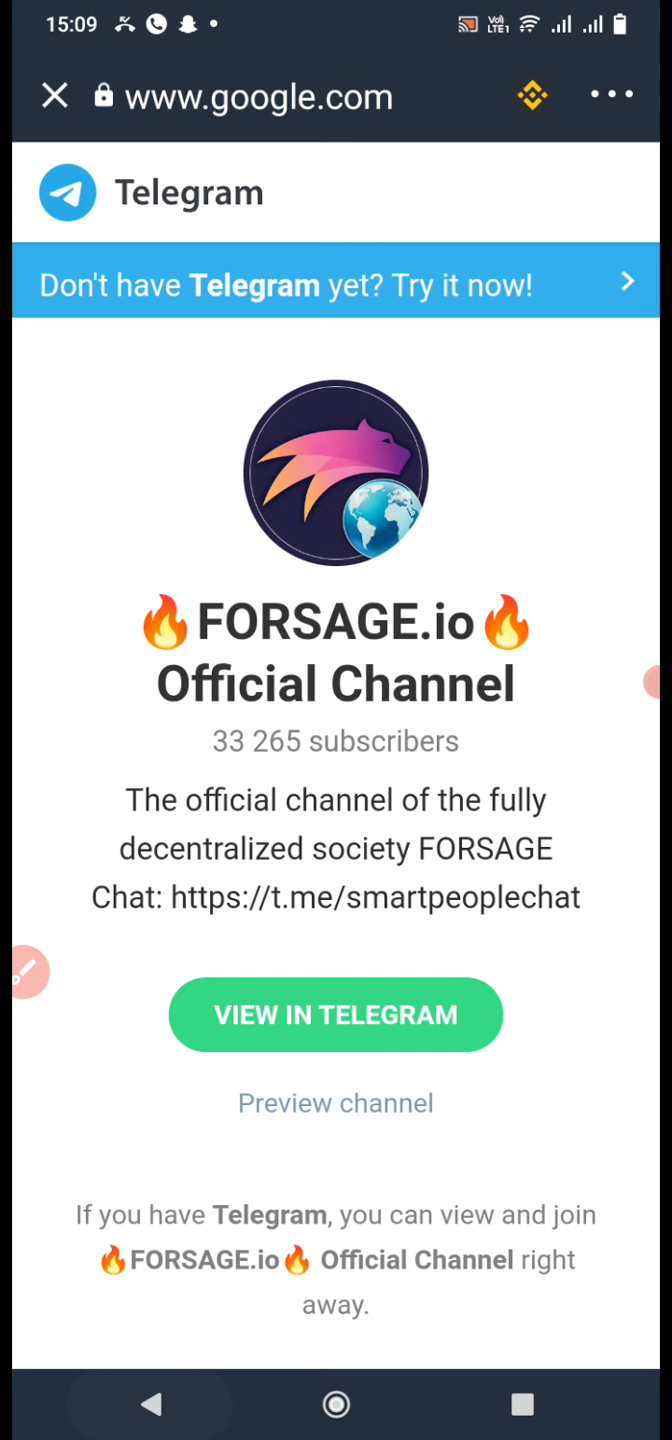 15:09
Vo)
LTE1
www.google.com
Telegram
Don't have Telegram yet? Try it now!
🔥FORSAGE.io🔥
Official Channel
33 265 subscribers
The official channel of the fully
decentralized society FORSAGE
Chat: https://t.me/smartpeoplechat
VIEW IN TELEGRAM
Preview channel
If you have Telegram, you can view and join
🔥FORSAGE.io🔥 Official Channel right
away.